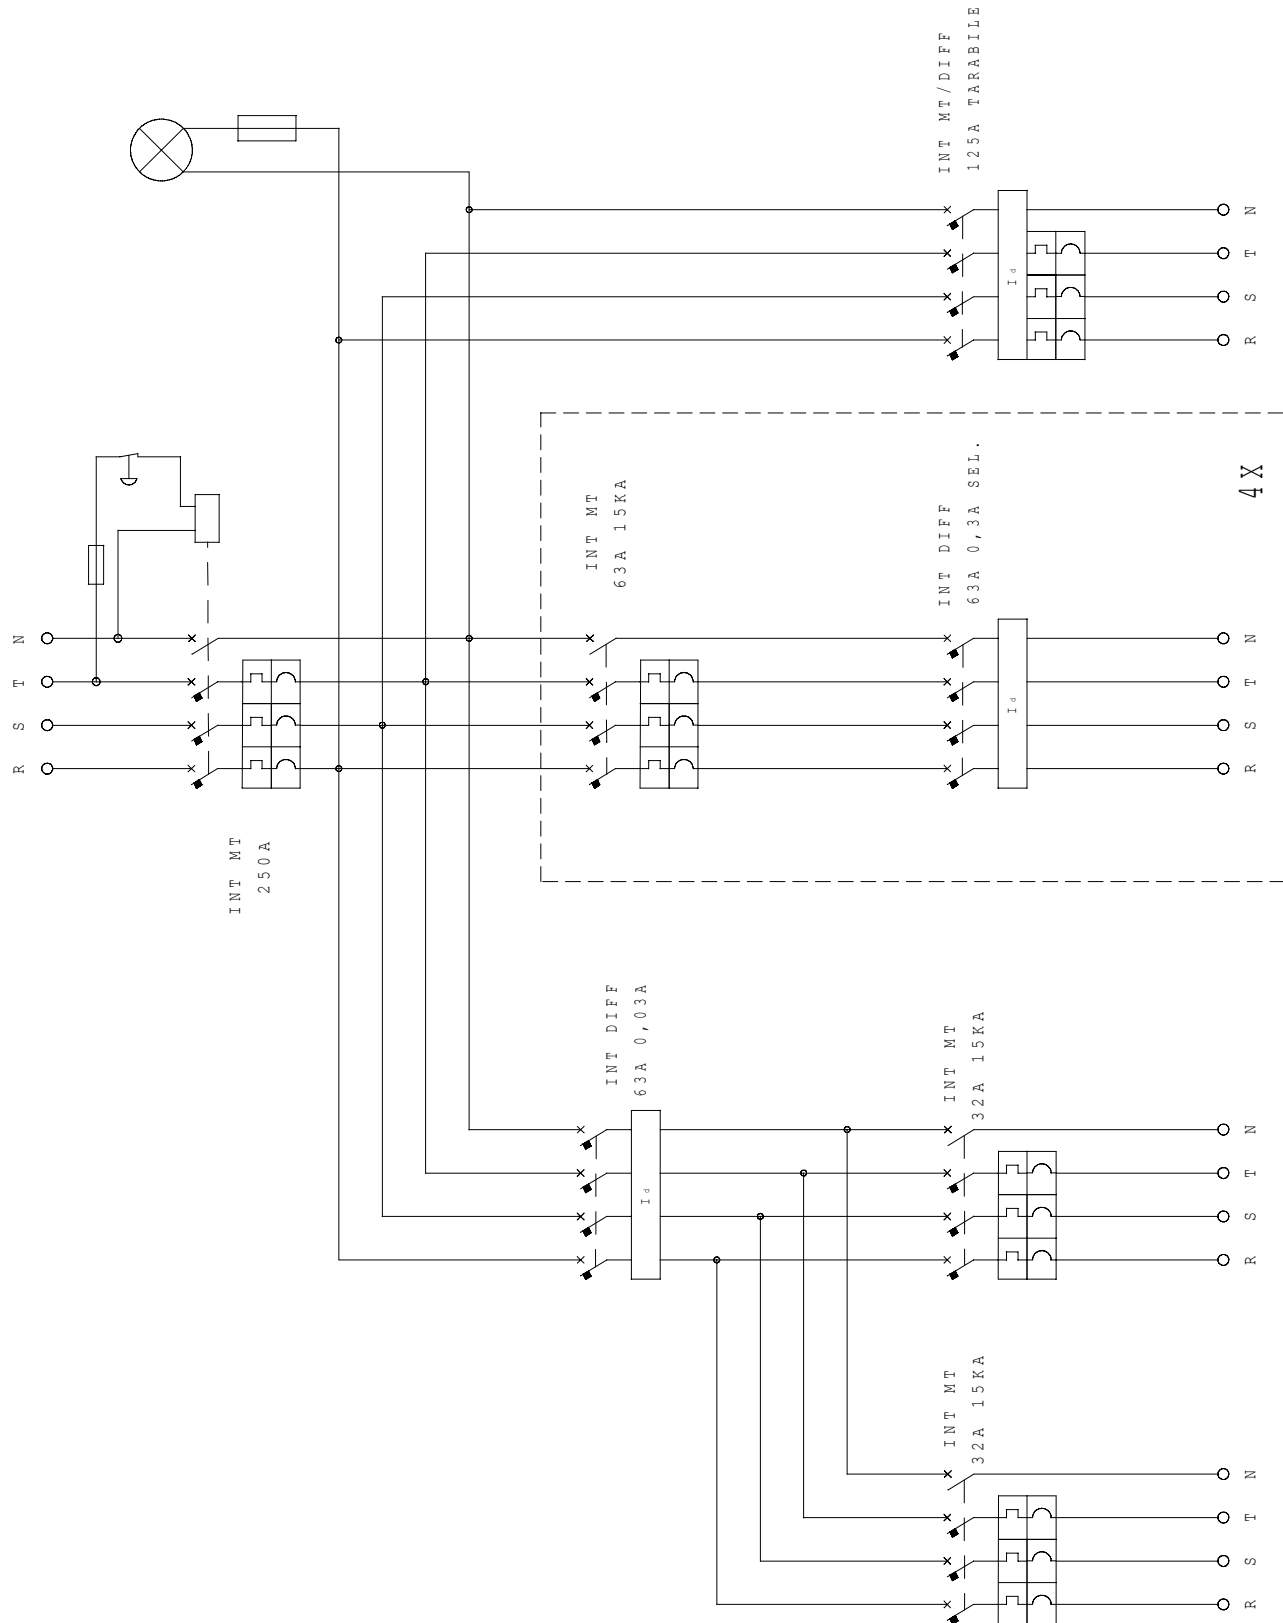 R S T N
INT MT
250A
INT DIFF
63A 0,03A
Id
INT MT
63A 15KA
INT MT
32A 15KA
INT MT
32A 15KA
INT DIFF
63A 0,3A SEL.
Id
INT MT/DIFF
125A TARABILE
Id
4X
R S T N
R S T N
R S T N
R S T N